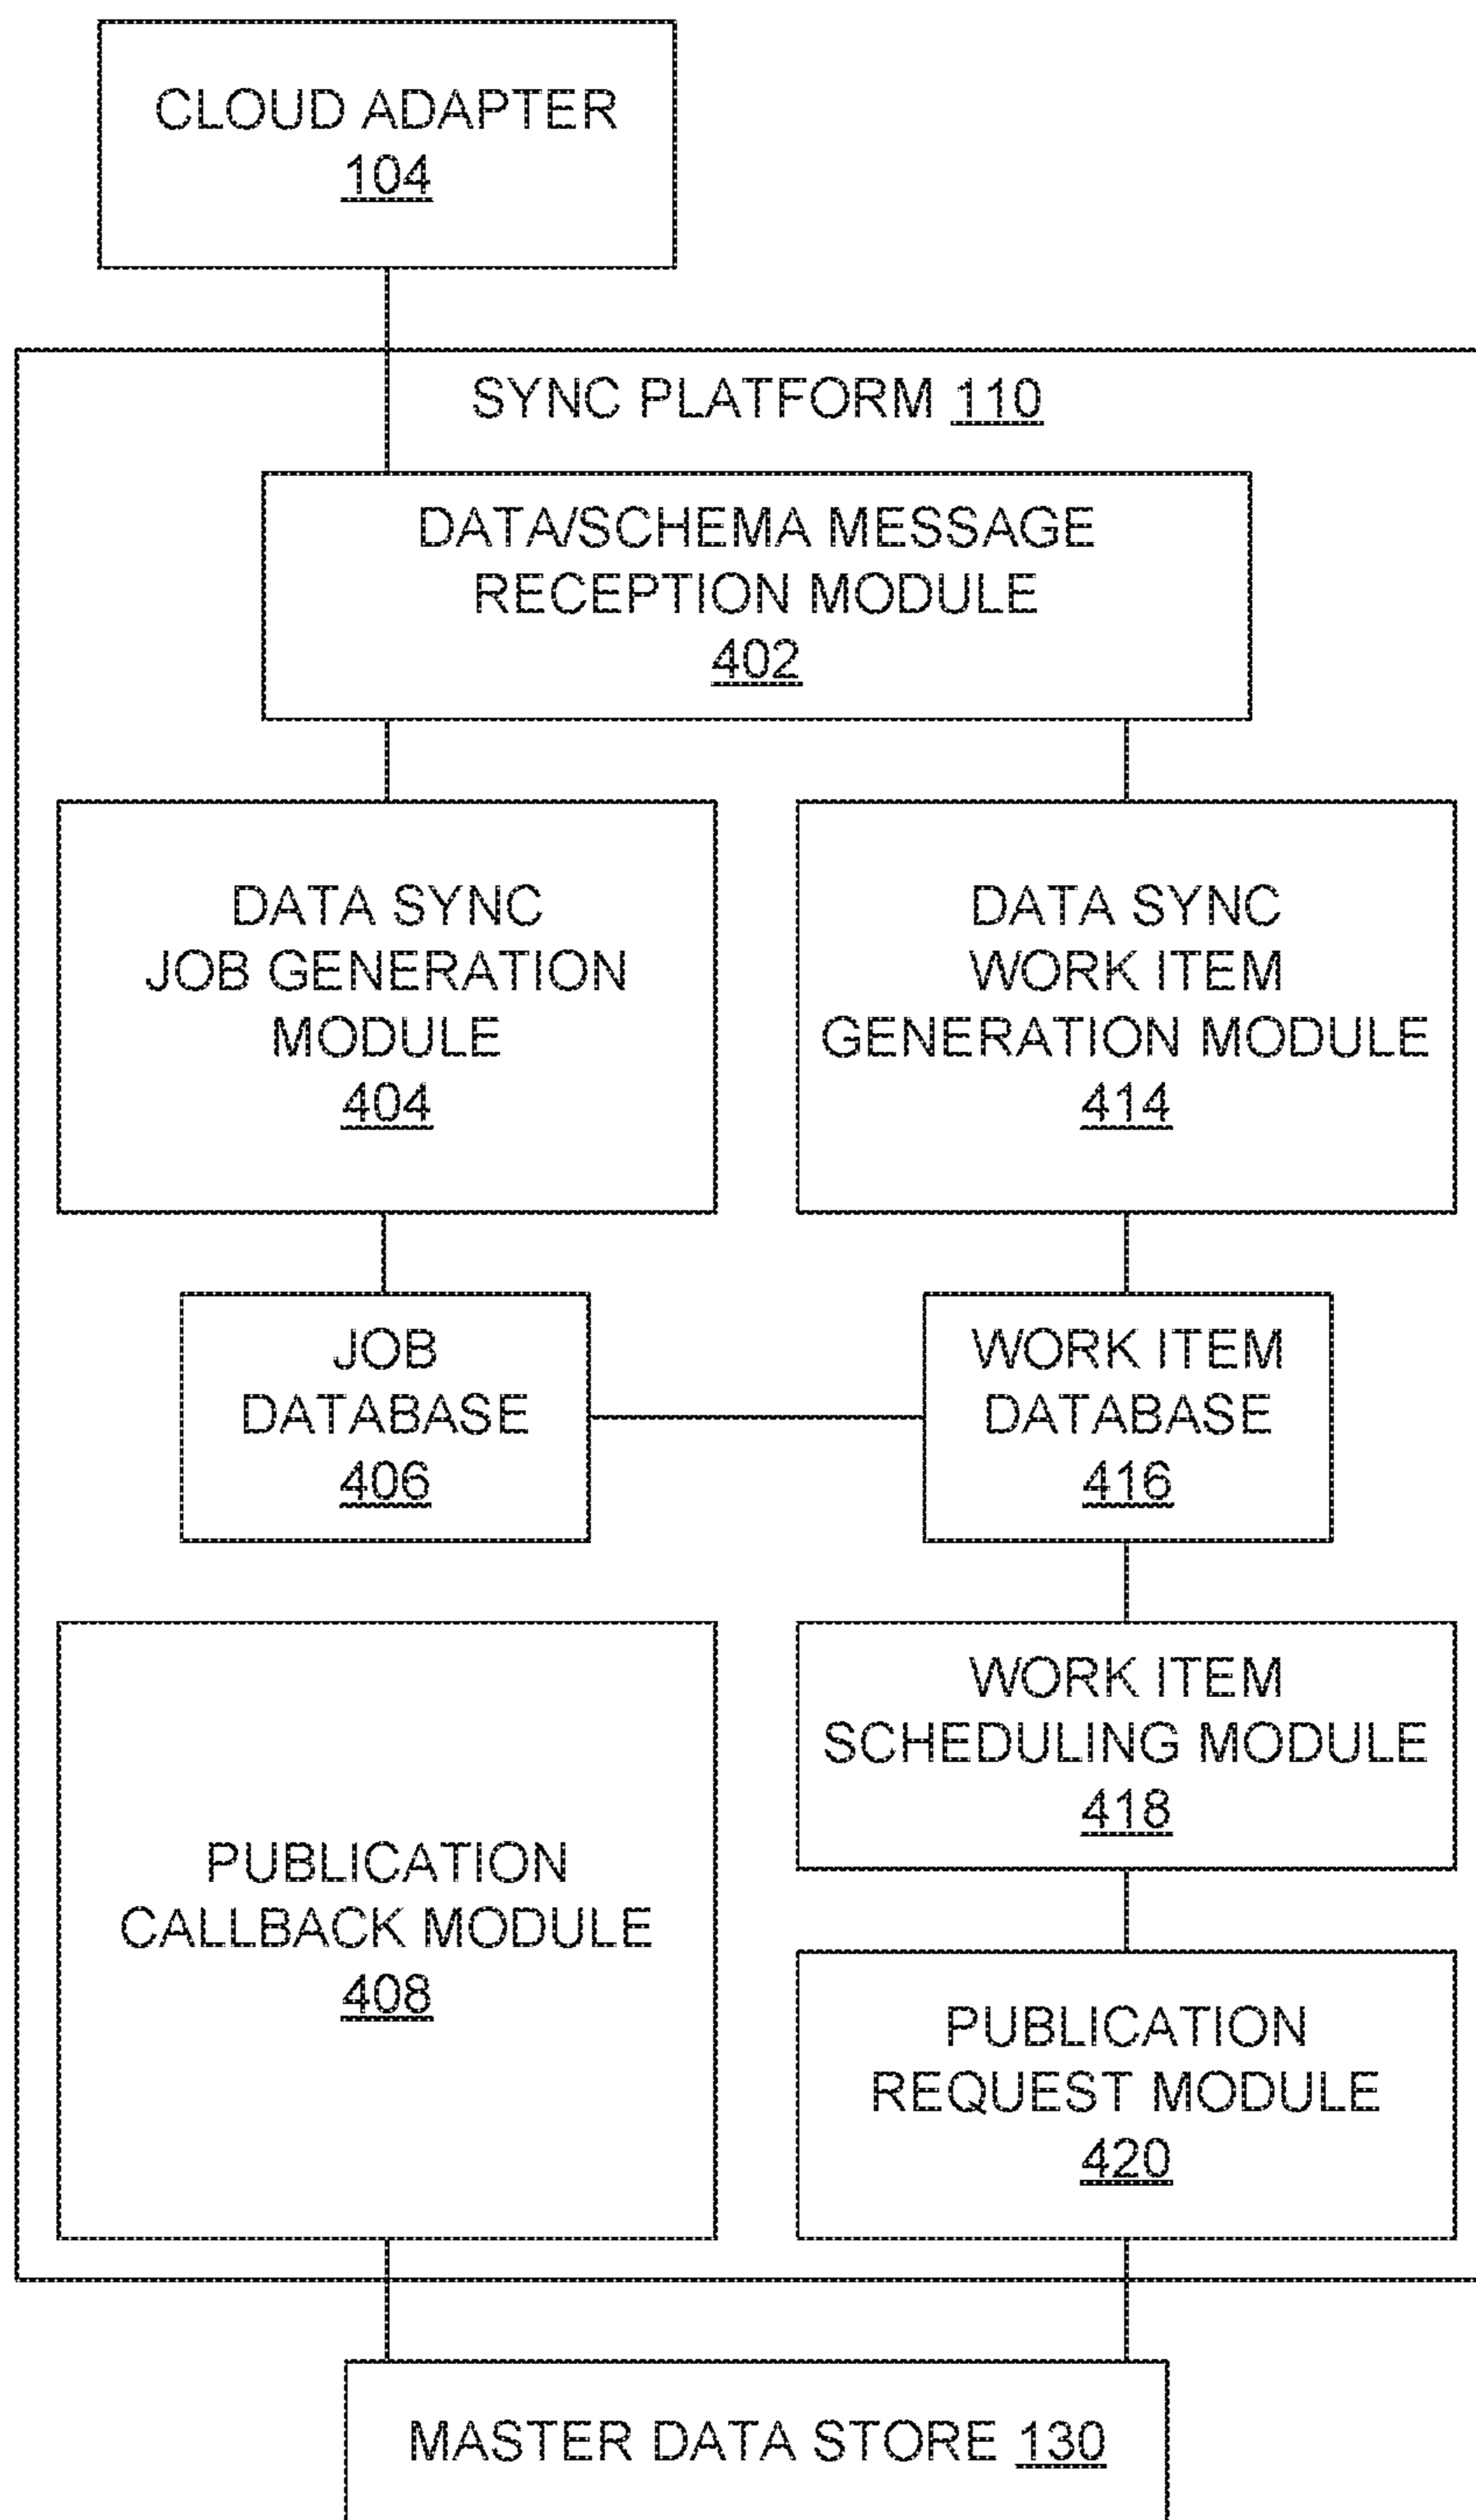 CLOUD ADAPTER
104
SYNC PLATFORM 110
DATA/SCHEMA MESSAGE
RECEPTION MODULE
402
DATA SYNC
JOB GENERATION
MODULE
404
DATA SYNC
WORK ITEM
GENERATION MODULE
414
JOB
DATABASE
406
WORK ITEM
DATABASE
416
PUBLICATION
CALLBACK MODULE
408
WORK ITEM
SCHEDULING MODULE
418
PUBLICATION
REQUEST MODULE
420
MASTER DATA STORE 130